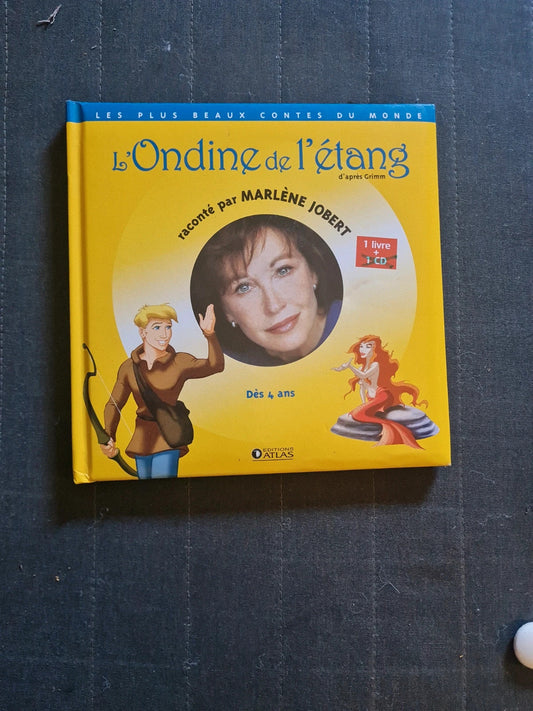 LES PLUS BEAUX CONTES DU MONDE
L'Ondine de l'étang
d'après Grimm
raconté par MARLÈNE JOBERT
1 livre
+
1 CD
Dès 4 ans
EDITIONS
ATLAS